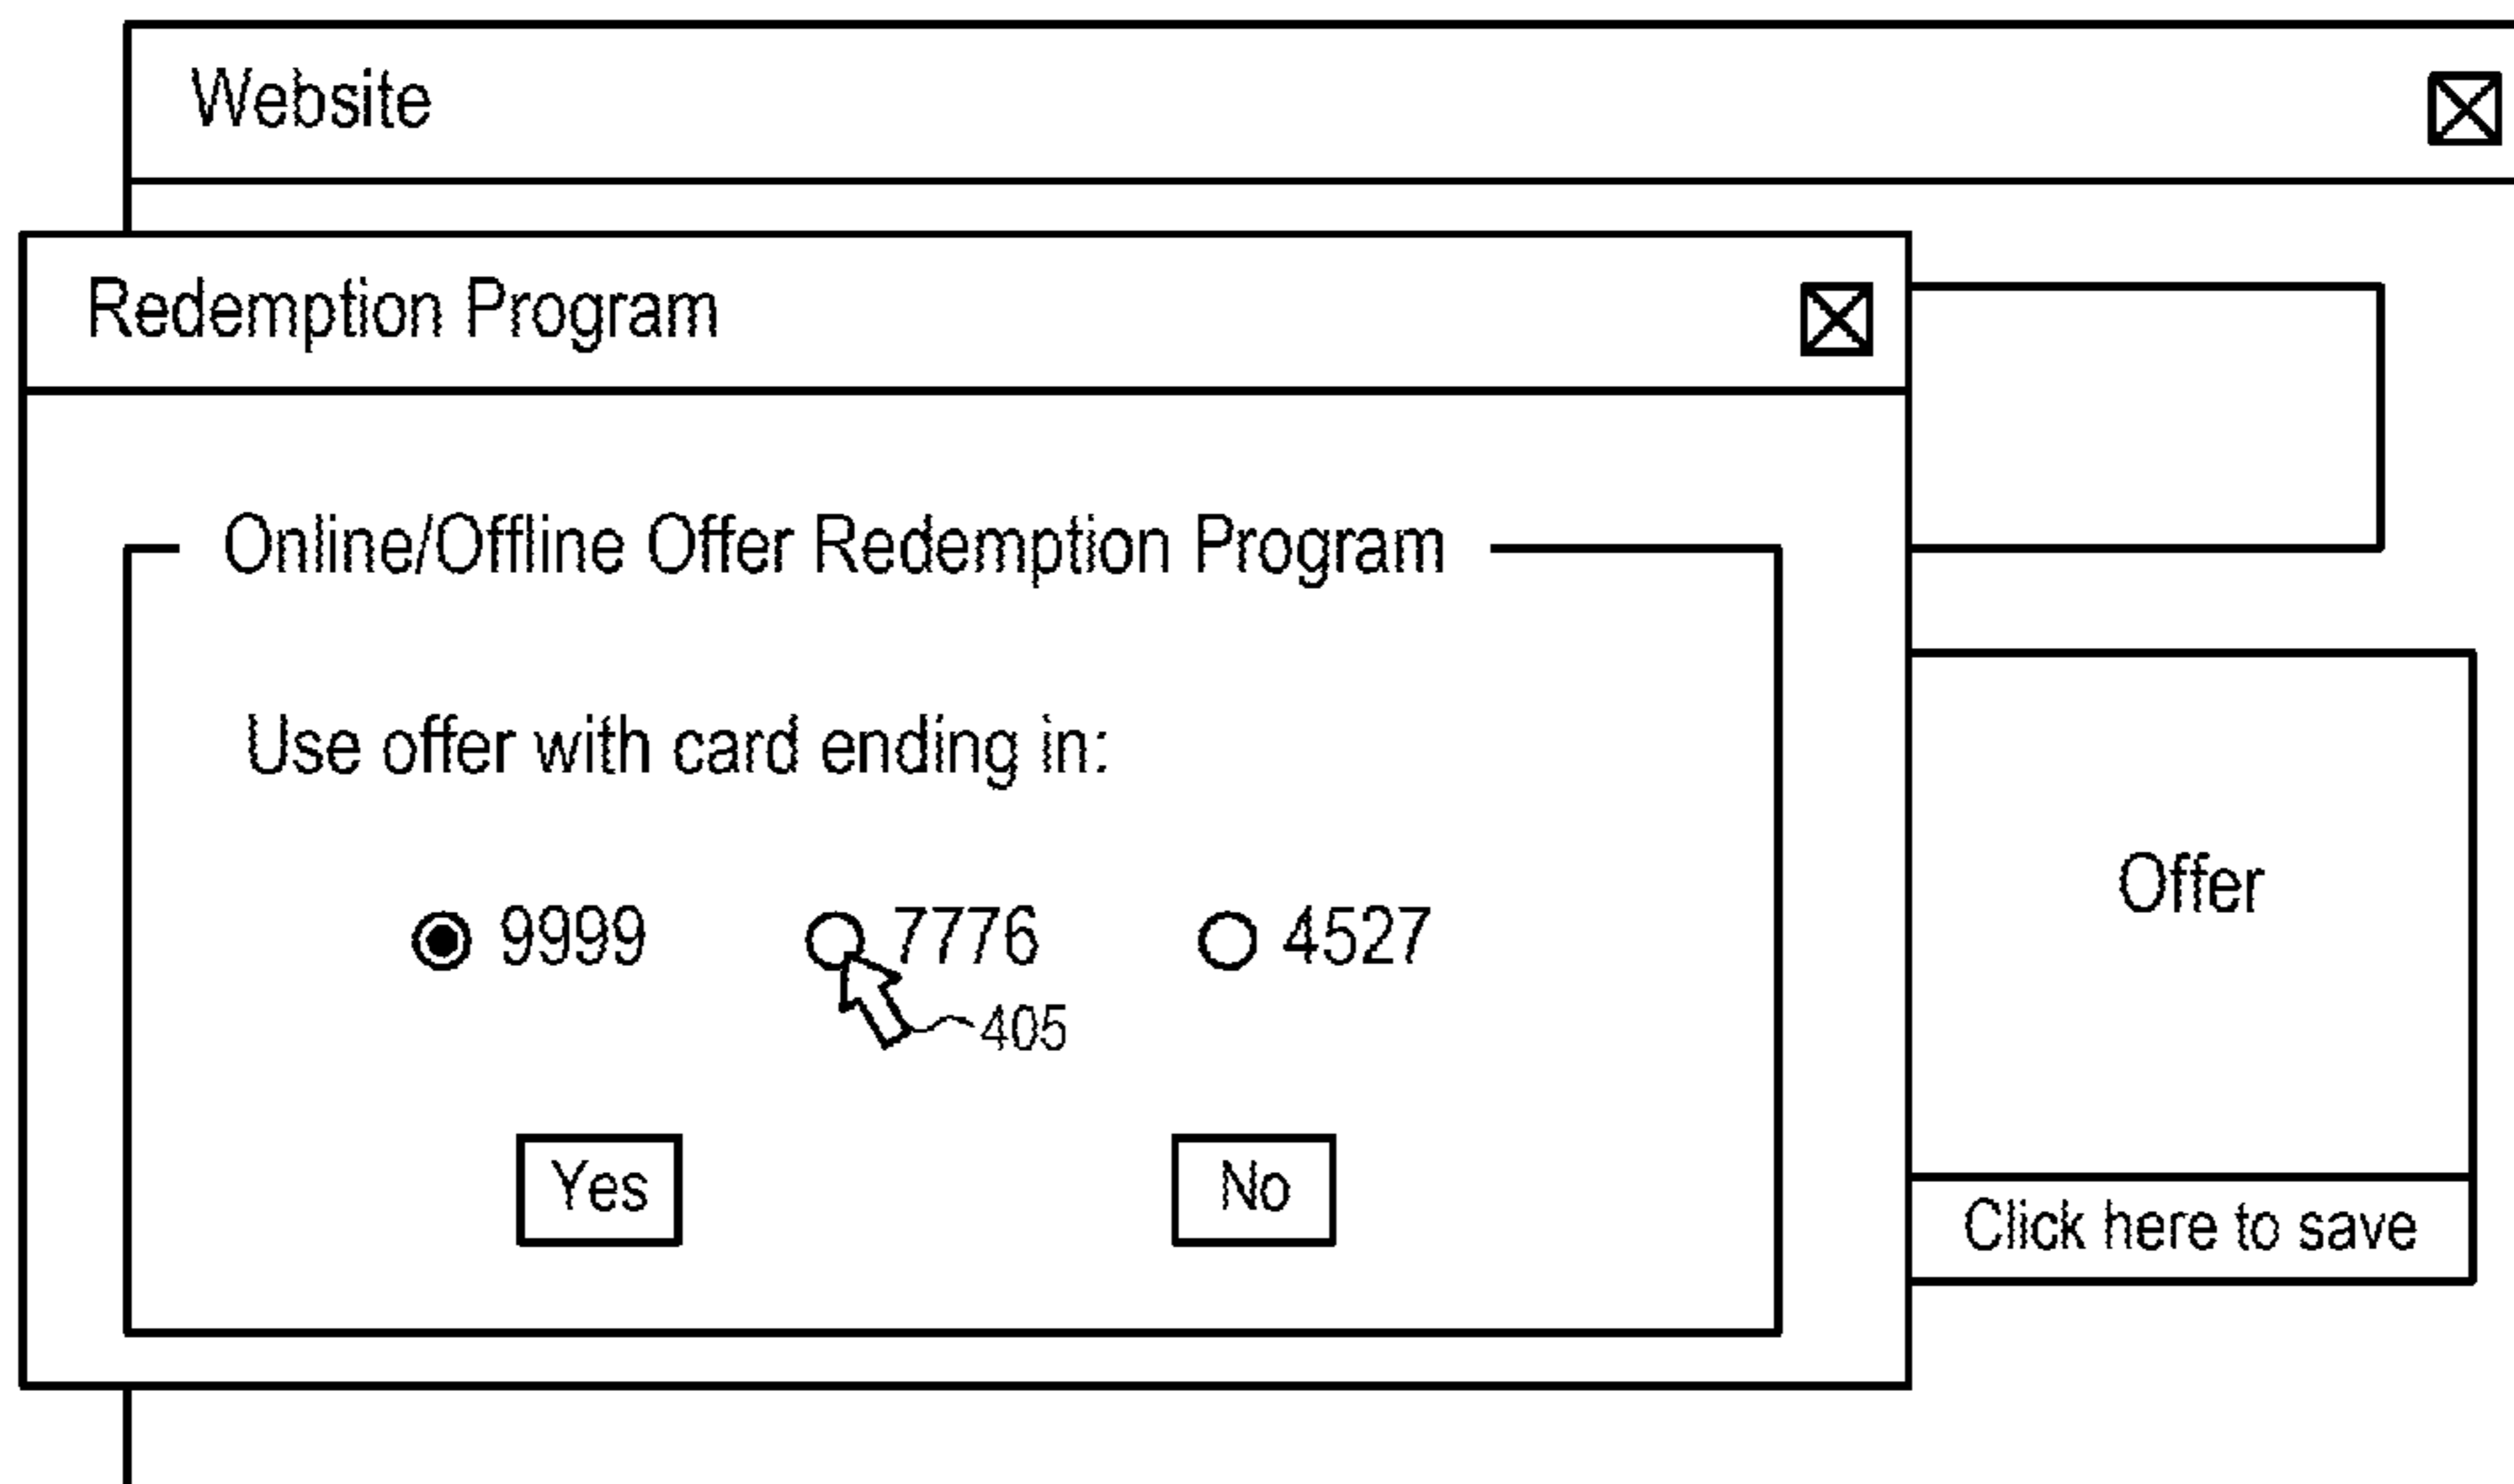 Website
Redemption Program
Online/Offline Offer Redemption Program
Use offer with card ending in:
9999 7776 4527
405
Yes No
Offer
Click here to save